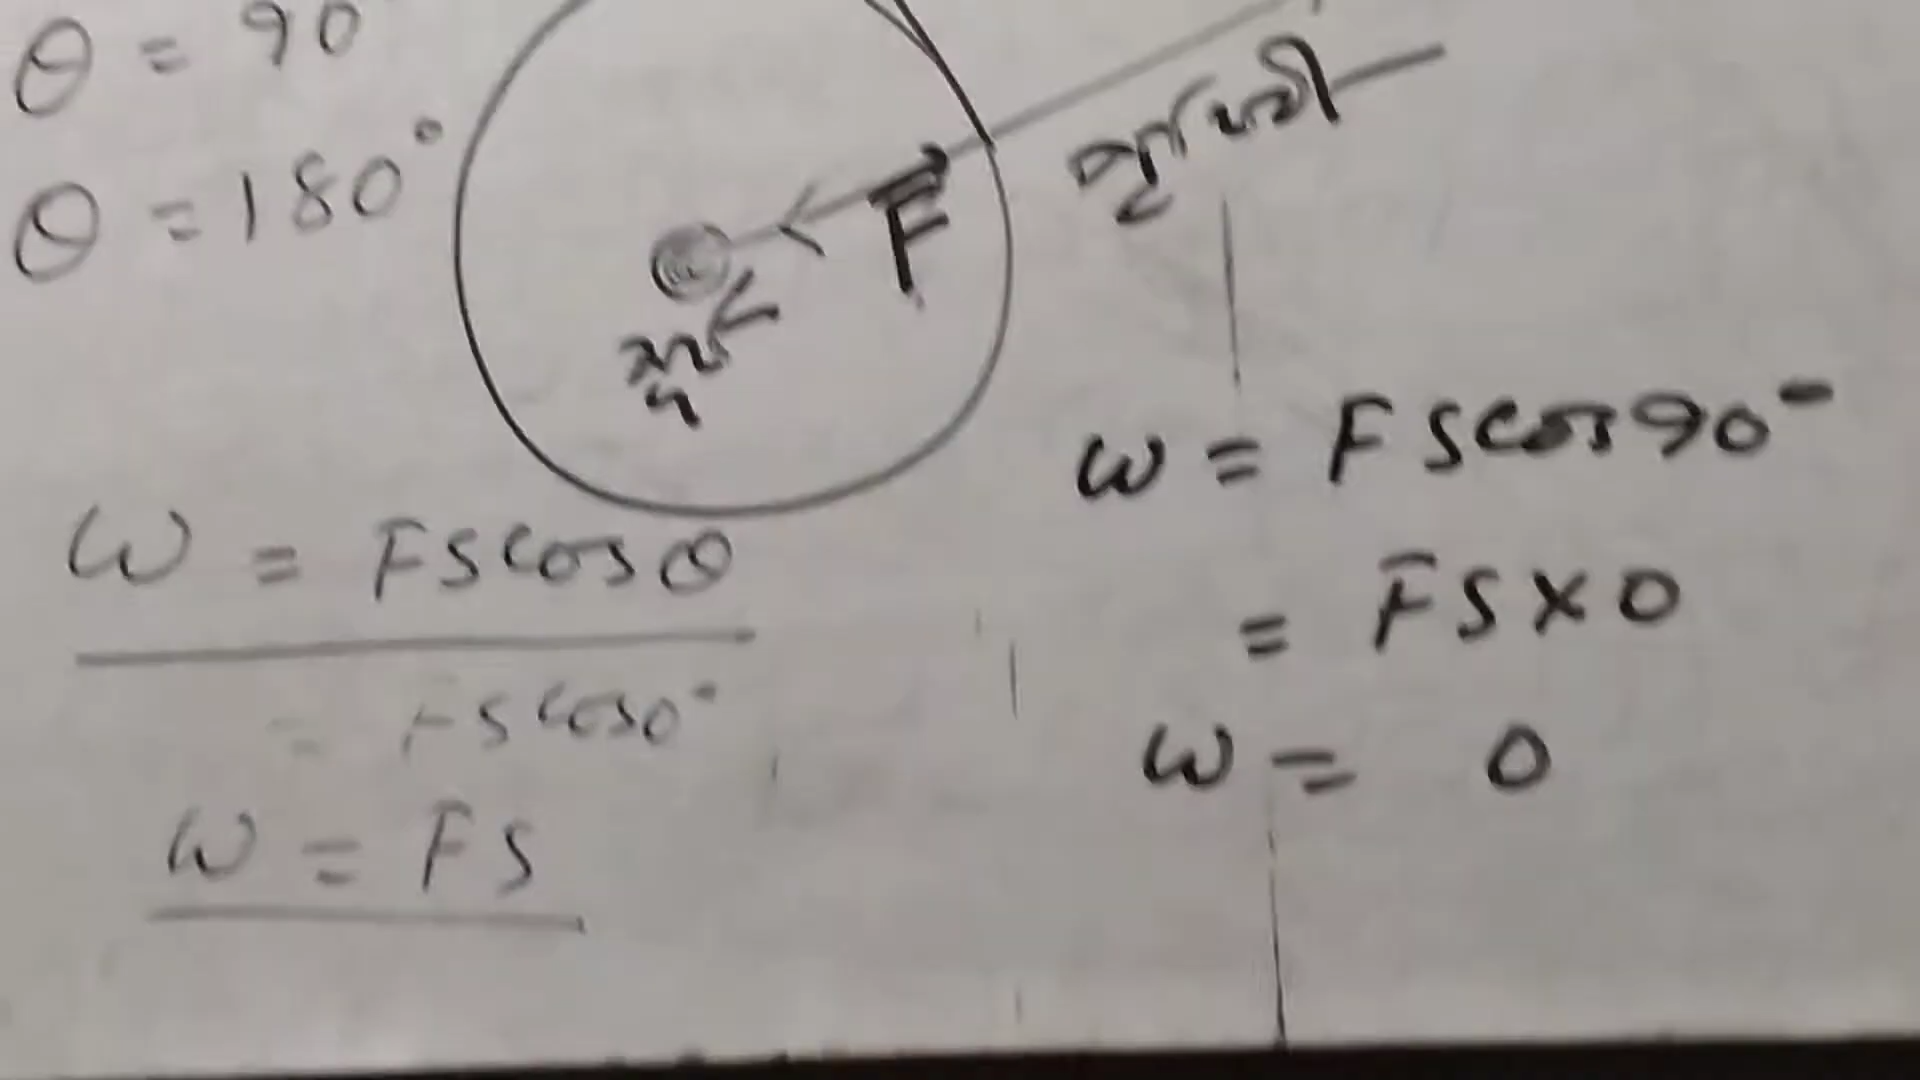 θ = 90
θ = 180°
F
सूर्य
W = FScosθ
= FScos0°
W = FS
W = FScos90°
= FS×0
W = 0